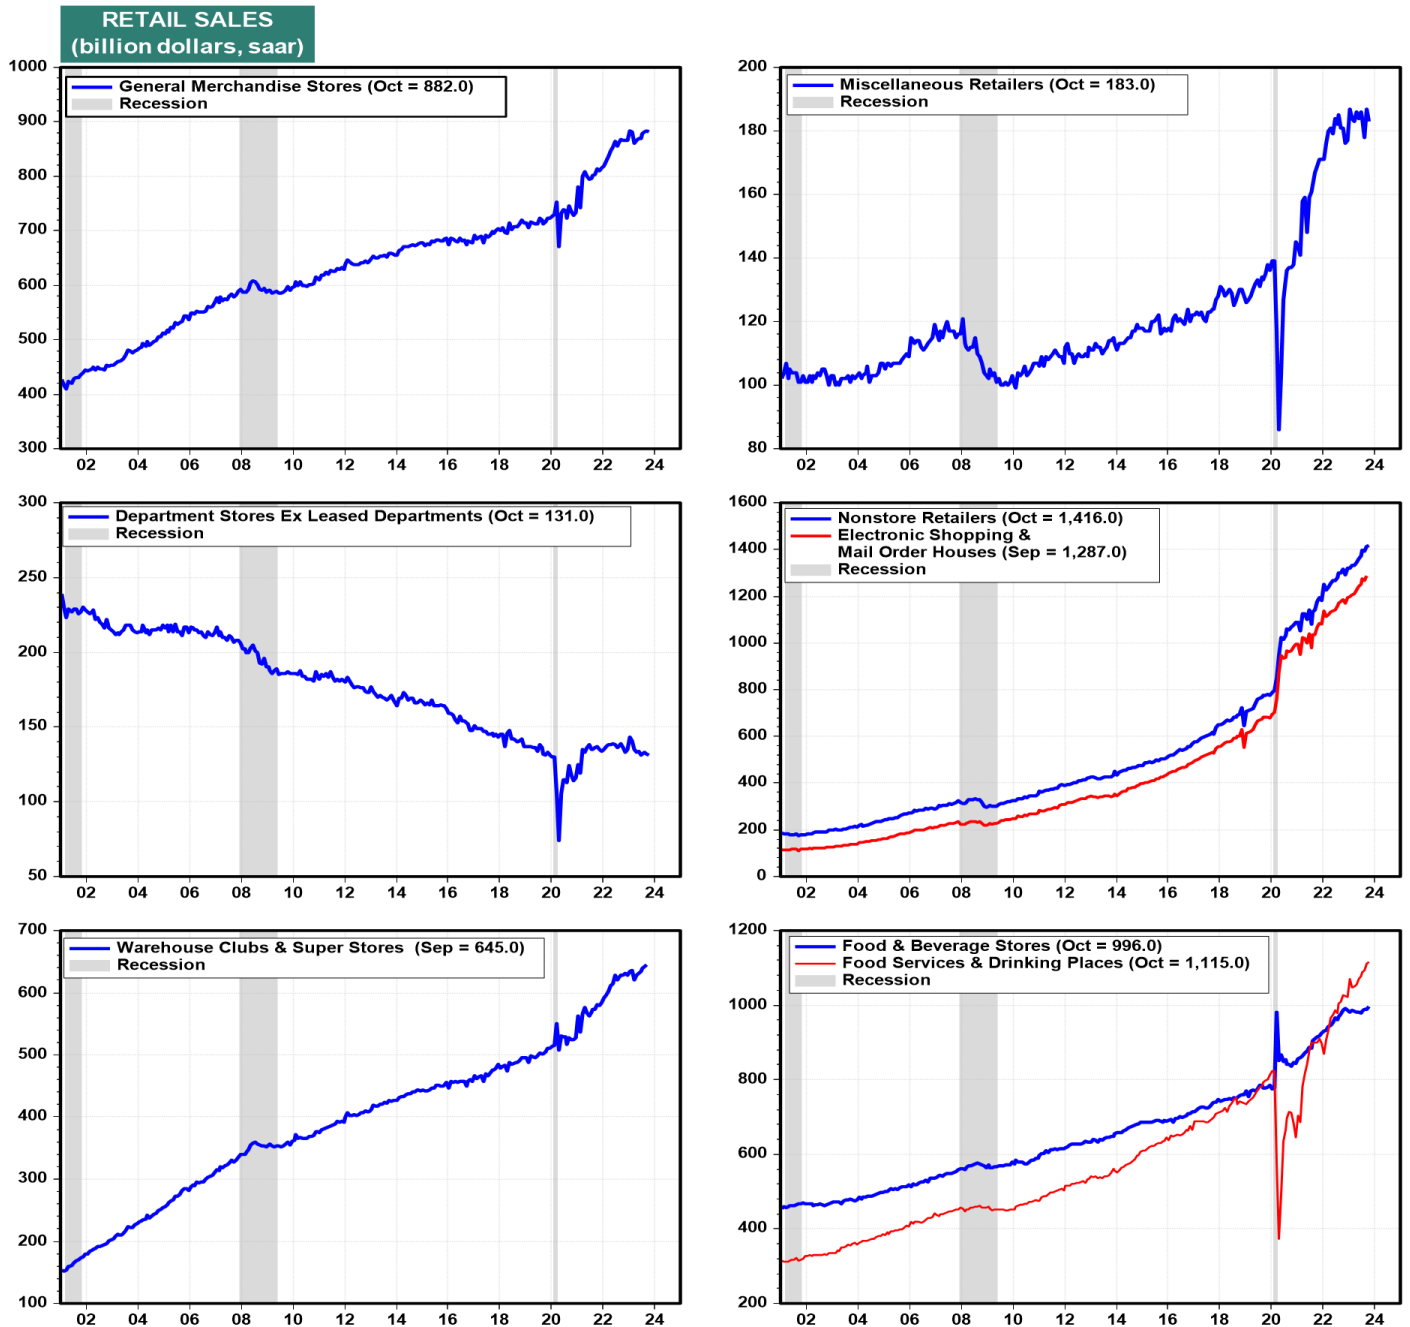 RETAIL SALES
(billion dollars, saar)
General Merchandise Stores (Oct = 882.0)
Recession
1000
900
800
700
600
500
400
300
02 04 06 08 10 12 14 16 18 20 22 24
Miscellaneous Retailers (Oct = 183.0)
Recession
200
180
160
140
120
100
80
02 04 06 08 10 12 14 16 18 20 22 24
Department Stores Ex Leased Departments (Oct = 131.0)
Recession
300
250
200
150
100
50
02 04 06 08 10 12 14 16 18 20 22 24
Nonstore Retailers (Oct = 1,416.0)
Electronic Shopping &
Mail Order Houses (Sep = 1,287.0)
Recession
1600
1400
1200
1000
800
600
400
200
0
02 04 06 08 10 12 14 16 18 20 22 24
Warehouse Clubs & Super Stores (Sep = 645.0)
Recession
700
600
500
400
300
200
100
02 04 06 08 10 12 14 16 18 20 22 24
Food & Beverage Stores (Oct = 996.0)
Food Services & Drinking Places (Oct = 1,115.0)
Recession
1200
1000
800
600
400
200
02 04 06 08 10 12 14 16 18 20 22 24